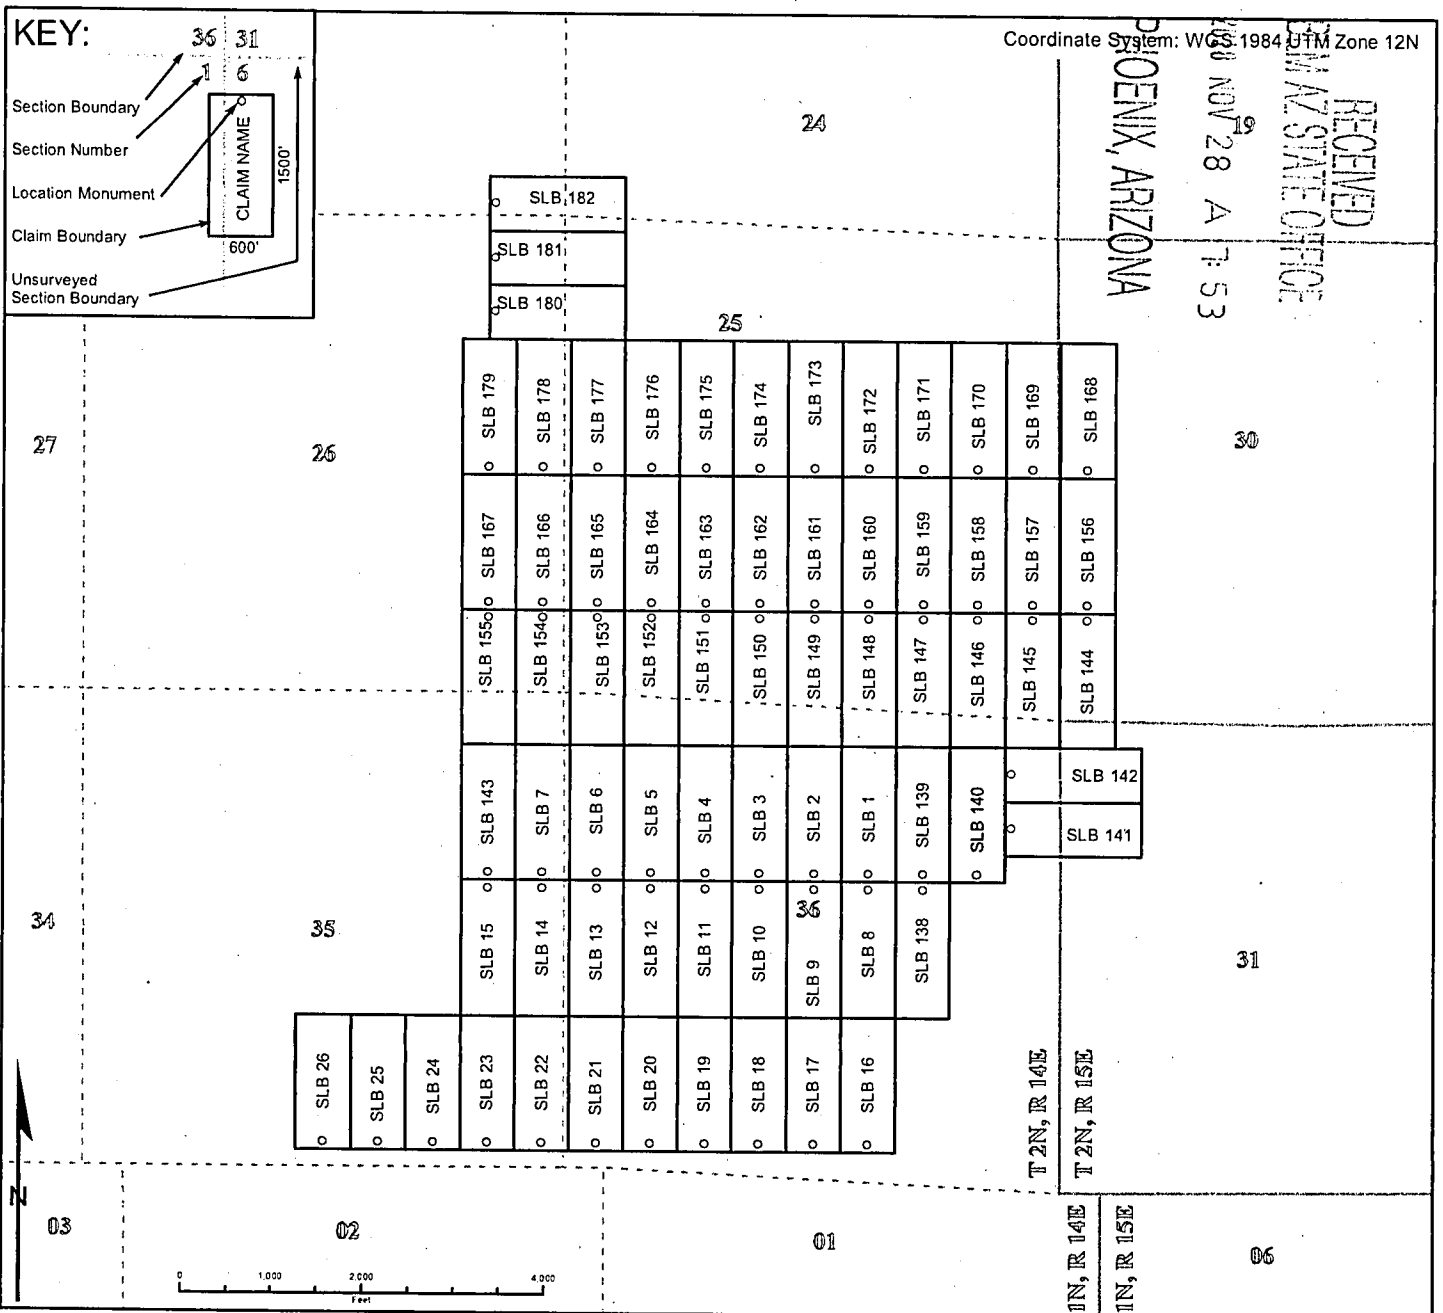 KEY:
36 31
1 6
Section Boundary
Section Number
Location Monument
Claim Boundary
Unsurveyed
Section Boundary
CLAIM NAME
1500'
600'
Coordinate System: WGS 1984 UTM Zone 12N
RECEIVED
AZ STATE OFFICE
NOV 28 A 7:53
PHOENIX, ARIZONA
24
19
SLB 182
SLB 181
SLB 180
25
27
26
30
SLB 179
SLB 178
SLB 177
SLB 176
SLB 175
SLB 174
SLB 173
SLB 172
SLB 171
SLB 170
SLB 169
SLB 168
SLB 167
SLB 166
SLB 165
SLB 164
SLB 163
SLB 162
SLB 161
SLB 160
SLB 159
SLB 158
SLB 157
SLB 156
SLB 155
SLB 154
SLB 153
SLB 152
SLB 151
SLB 150
SLB 149
SLB 148
SLB 147
SLB 146
SLB 145
SLB 144
SLB 143
SLB 7
SLB 6
SLB 5
SLB 4
SLB 3
SLB 2
SLB 1
SLB 139
SLB 140
SLB 142
SLB 141
34
35
36
31
SLB 15
SLB 14
SLB 13
SLB 12
SLB 11
SLB 10
SLB 9
SLB 8
SLB 138
SLB 26
SLB 25
SLB 24
SLB 23
SLB 22
SLB 21
SLB 20
SLB 19
SLB 18
SLB 17
SLB 16
T 2N, R 14E
T 2N, R 15E
N
03
02
01
06
1N, R 14E
1N, R 15E
0 1,000 2,000 4,000
Feet